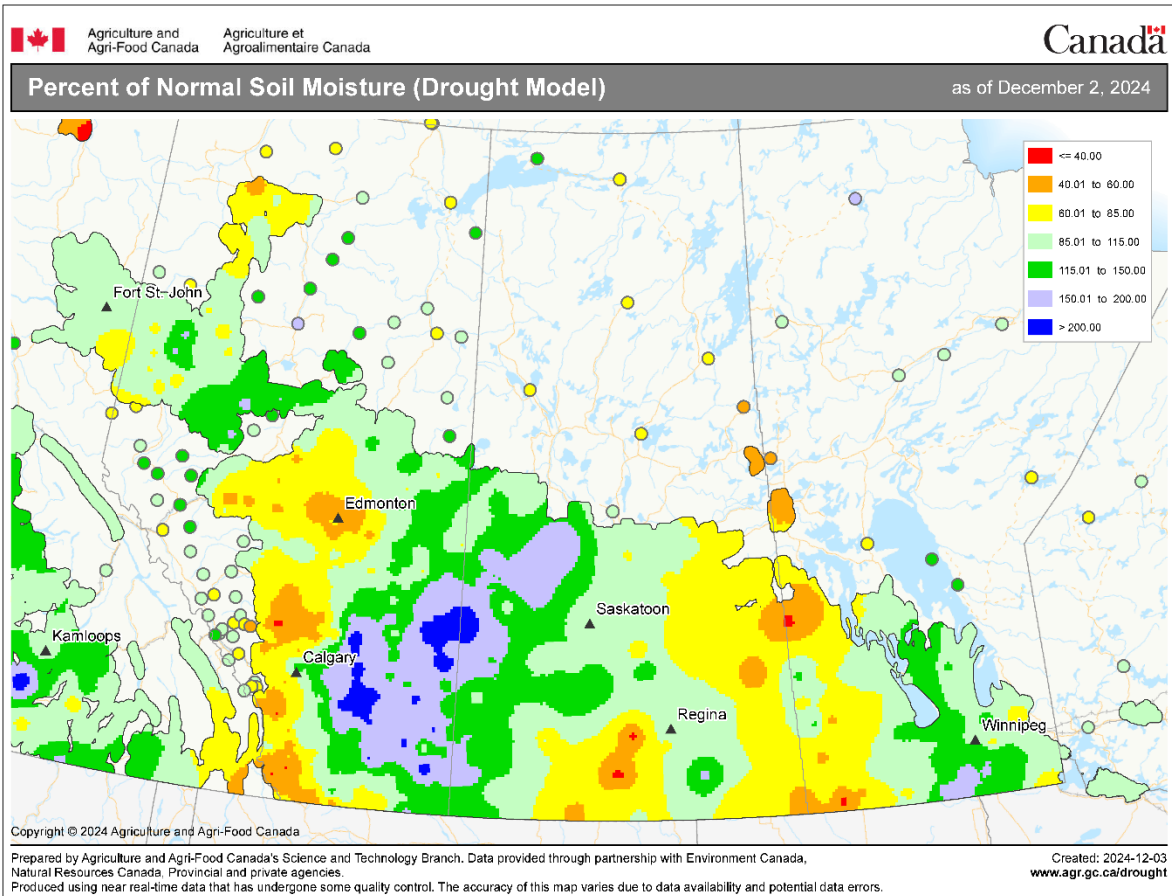 Agriculture and
Agri-Food Canada
Agriculture et
Agroalimentaire Canada
Canada
Percent of Normal Soil Moisture (Drought Model)
as of December 2, 2024
<= 40.00
40.01 to 60.00
60.01 to 85.00
85.01 to 115.00
115.01 to 150.00
150.01 to 200.00
> 200.00
Fort St-John
Edmonton
Saskatoon
Kamloops
Calgary
Regina
Winnipeg
Copyright © 2024 Agriculture and Agri-Food Canada
Prepared by Agriculture and Agri-Food Canada's Science and Technology Branch. Data provided through partnership with Environment Canada,
Natural Resources Canada, Provincial and private agencies.
Produced using near real-time data that has undergone some quality control. The accuracy of this map varies due to data availability and potential data errors.
Created: 2024-12-03
www.agr.gc.ca/drought